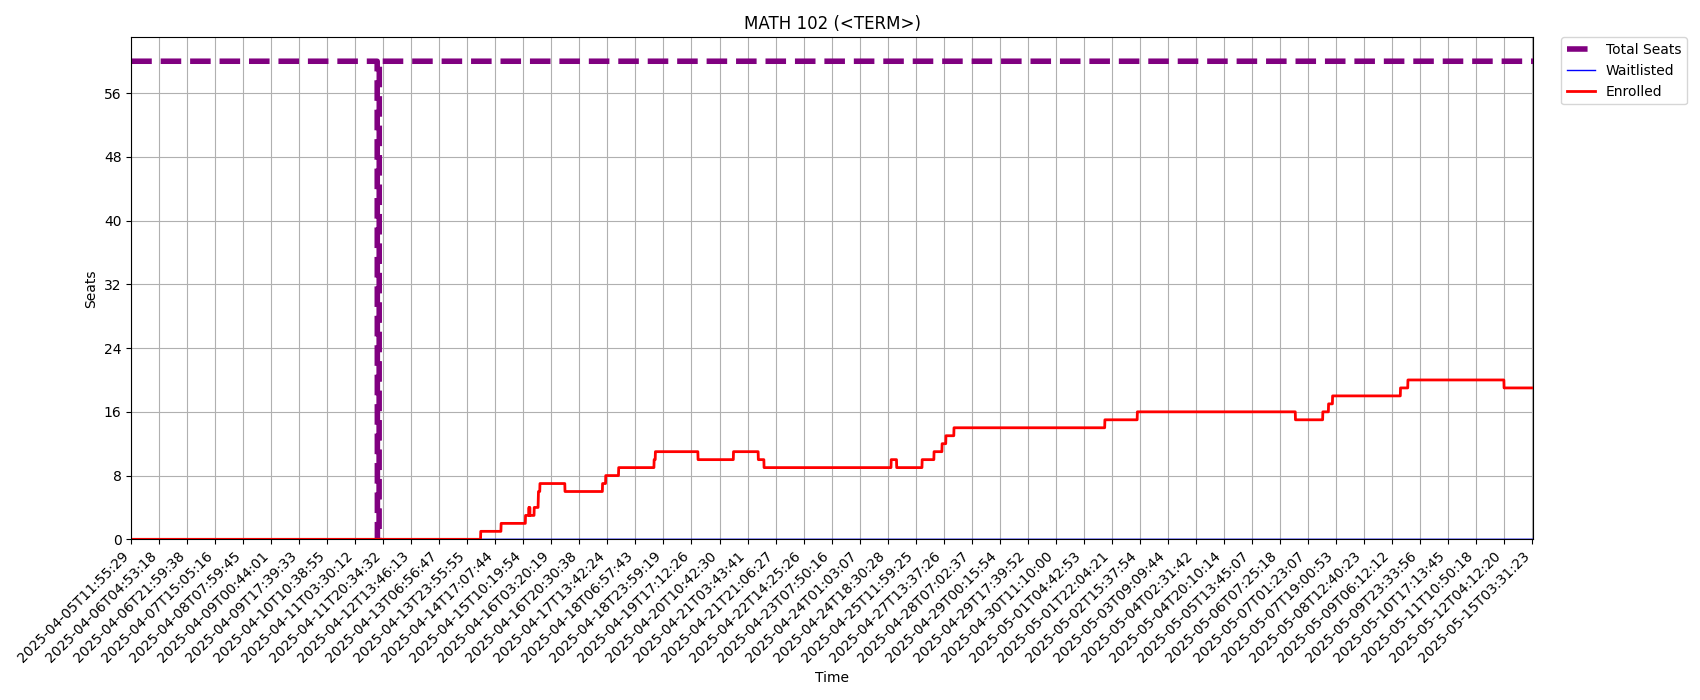 MATH 102 (<TERM>)
Total Seats
Waitlisted
Enrolled
Seats
56
48
40
32
24
16
8
0
2025-04-05T11:55:29
2025-04-06T04:53:18
2025-04-06T21:59:38
2025-04-07T15:05:16
2025-04-08T07:59:45
2025-04-09T00:44:01
2025-04-09T17:39:33
2025-04-10T10:38:55
2025-04-11T03:30:12
2025-04-11T20:34:32
2025-04-12T13:46:13
2025-04-13T06:56:47
2025-04-13T23:55:55
2025-04-14T17:07:44
2025-04-15T10:19:54
2025-04-16T03:20:19
2025-04-16T20:30:38
2025-04-17T13:42:24
2025-04-18T06:57:43
2025-04-18T23:59:19
2025-04-19T17:12:26
2025-04-20T10:42:30
2025-04-21T03:43:41
2025-04-21T21:06:27
2025-04-22T14:25:26
2025-04-23T07:50:16
2025-04-24T01:03:07
2025-04-24T18:30:28
2025-04-25T11:59:25
2025-04-27T13:37:26
2025-04-28T07:02:37
2025-04-29T00:15:54
2025-04-29T17:39:52
2025-04-30T11:10:00
2025-05-01T04:42:53
2025-05-01T22:04:21
2025-05-02T15:37:54
2025-05-03T09:09:44
2025-05-04T02:31:42
2025-05-04T20:10:14
2025-05-05T13:45:07
2025-05-06T07:25:18
2025-05-07T01:23:07
2025-05-07T19:00:53
2025-05-08T12:40:23
2025-05-09T06:12:12
2025-05-09T23:33:56
2025-05-10T17:13:45
2025-05-11T10:50:18
2025-05-12T04:12:20
2025-05-15T03:31:23
Time